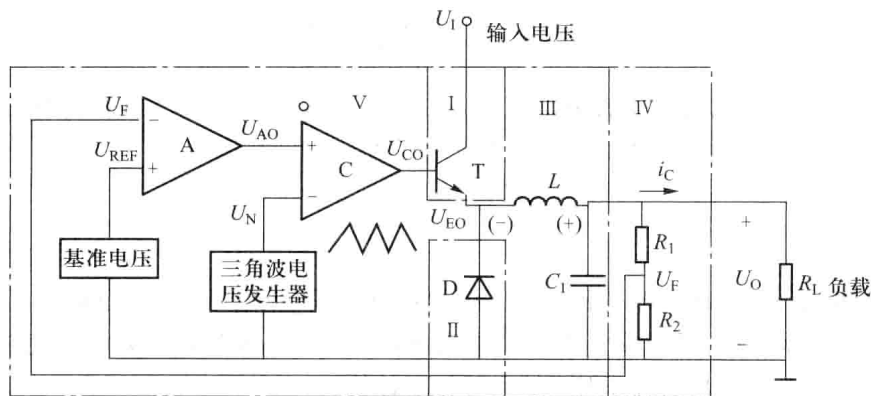 U_I
输入电压
V
I
III
IV
U_F
−
A
U_AO
U_REF
+
+
C
U_CO
−
T
L
i_C
U_N
U_EO
(−)
(+)
+
R_1
基准电压
三角波电
压发生器
D
C_1
U_F
U_O
R_L 负载
II
R_2
−